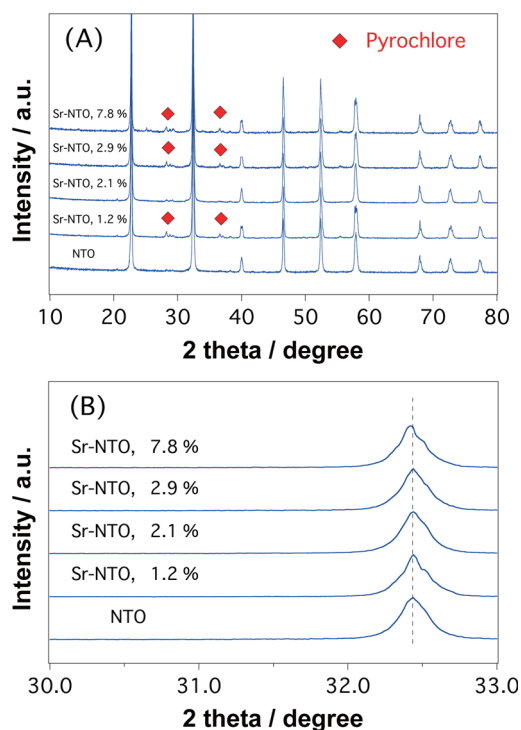 (A)
Pyrochlore
Sr-NTO, 7.8 %
Sr-NTO, 2.9 %
Sr-NTO, 2.1 %
Sr-NTO, 1.2 %
NTO
Intensity / a.u.
10 20 30 40 50 60 70 80
2 theta / degree
(B)
Sr-NTO, 7.8 %
Sr-NTO, 2.9 %
Sr-NTO, 2.1 %
Sr-NTO, 1.2 %
NTO
Intensity / a.u.
30.0 31.0 32.0 33.0
2 theta / degree